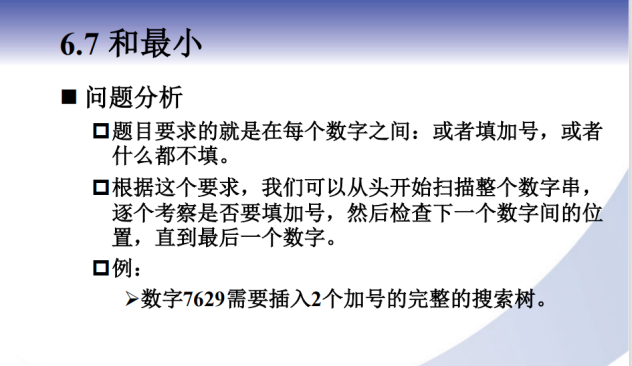 6.7 和最小
■ 问题分析
题目要求的就是在每个数字之间：或者填加号，或者
什么都不填。
根据这个要求，我们可以从头开始扫描整个数字串，
逐个考察是否要填加号，然后检查下一个数字间的位
置，直到最后一个数字。
例：
➢数字7629需要插入2个加号的完整的搜索树。